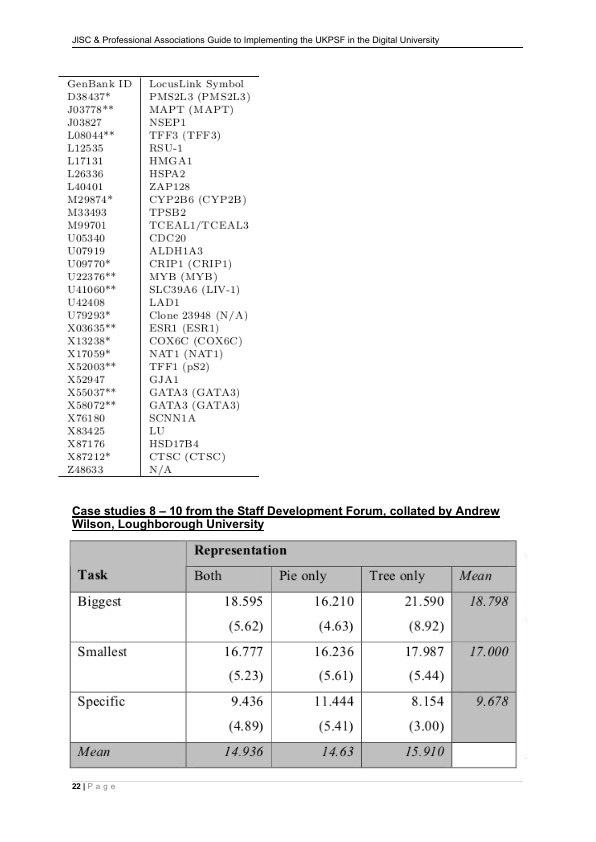 JISC & Professional Associations Guide to Implementing the UKPSF in the Digital University
GenBank ID LocusLink Symbol
D38437* PMS2L3 (PMS2L3)
J03778** MAPT (MAPT)
J03827 NSEP1
L08044** TFF3 (TFF3)
L12535 RSU-1
L17131 HMGA1
L26336 HSPA2
L40401 ZAP128
M29874* CYP2B6 (CYP2B)
M33493 TPSB2
M99701 TCEAL1/TCEAL3
U05340 CDC20
U07919 ALDH1A3
U09770* CRIP1 (CRIP1)
U22376** MYB (MYB)
U41060** SLC39A6 (LIV-1)
U42408 LAD1
U79293* Clone 23948 (N/A)
X03635** ESR1 (ESR1)
X13238* COX6C (COX6C)
X17059* NAT1 (NAT1)
X52003** TFF1 (pS2)
X52947 GJA1
X55037** GATA3 (GATA3)
X58072** GATA3 (GATA3)
X76180 SCNN1A
X83425 LU
X87176 HSD17B4
X87212* CTSC (CTSC)
Z48633 N/A
Case studies 8 – 10 from the Staff Development Forum, collated by Andrew
Wilson, Loughborough University
Representation
Task Both Pie only Tree only Mean
Biggest 18.595 16.210 21.590 18.798
(5.62) (4.63) (8.92)
Smallest 16.777 16.236 17.987 17.000
(5.23) (5.61) (5.44)
Specific 9.436 11.444 8.154 9.678
(4.89) (5.41) (3.00)
Mean 14.936 14.63 15.910
22 | Page